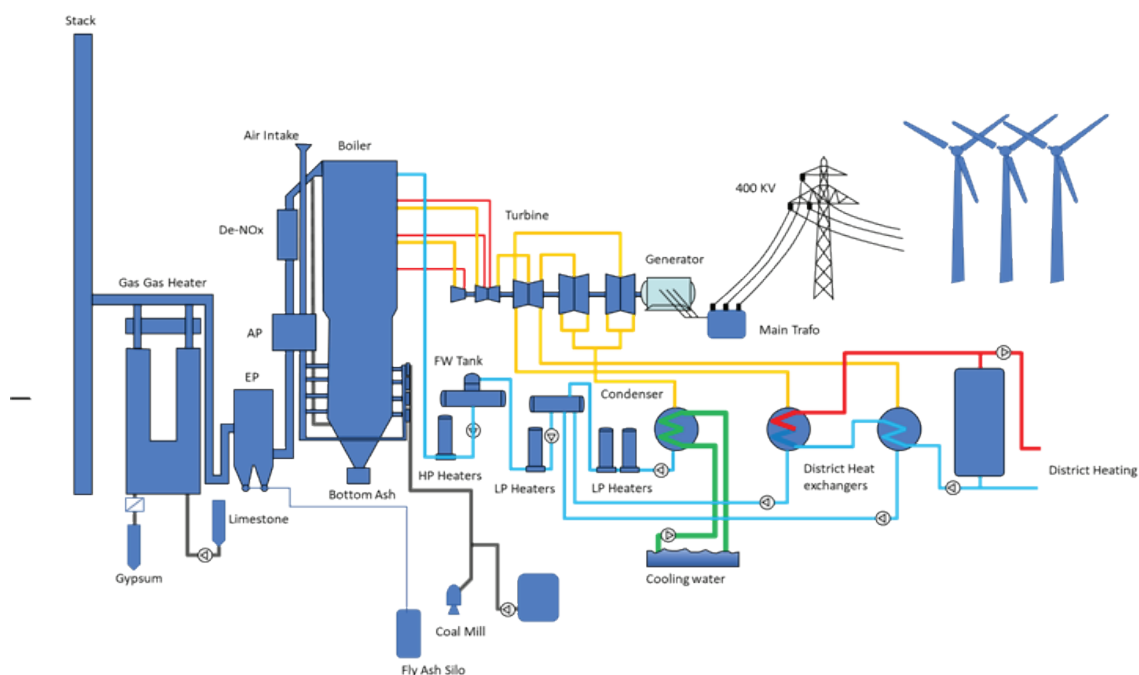 Stack
Air Intake
Boiler
400 KV
De-NOx
Turbine
Generator
Gas Gas Heater
AP
Main Trafo
FW Tank
EP
Condenser
HP Heaters
LP Heaters
LP Heaters
District Heat
exchangers
District Heating
Bottom Ash
Limestone
Gypsum
Cooling water
Coal Mill
Fly Ash Silo